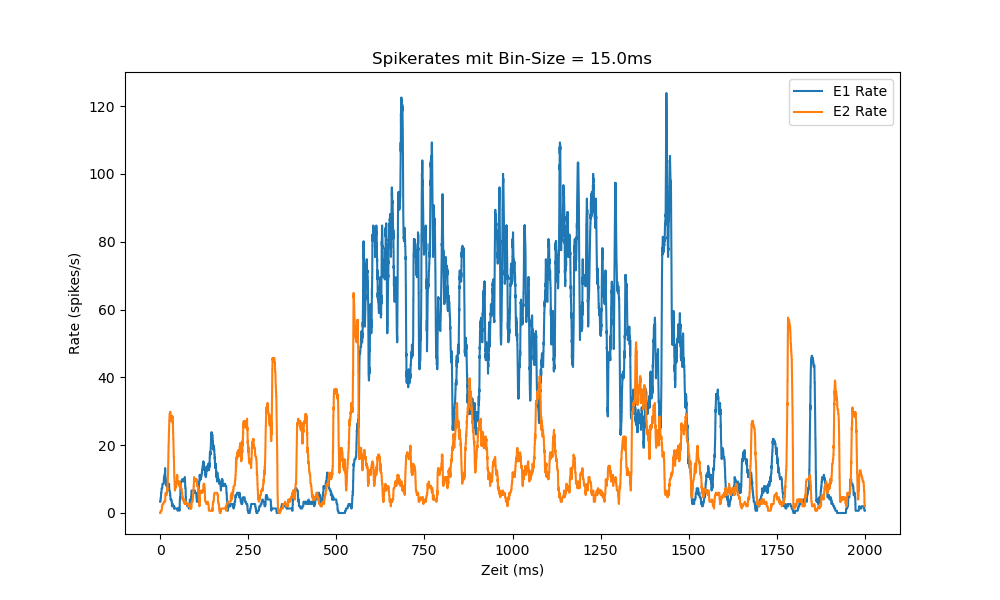 Spikerates mit Bin-Size = 15.0ms
E1 Rate
E2 Rate
120
100
80
60
40
20
0
Rate (spikes/s)
0 250 500 750 1000 1250 1500 1750 2000
Zeit (ms)